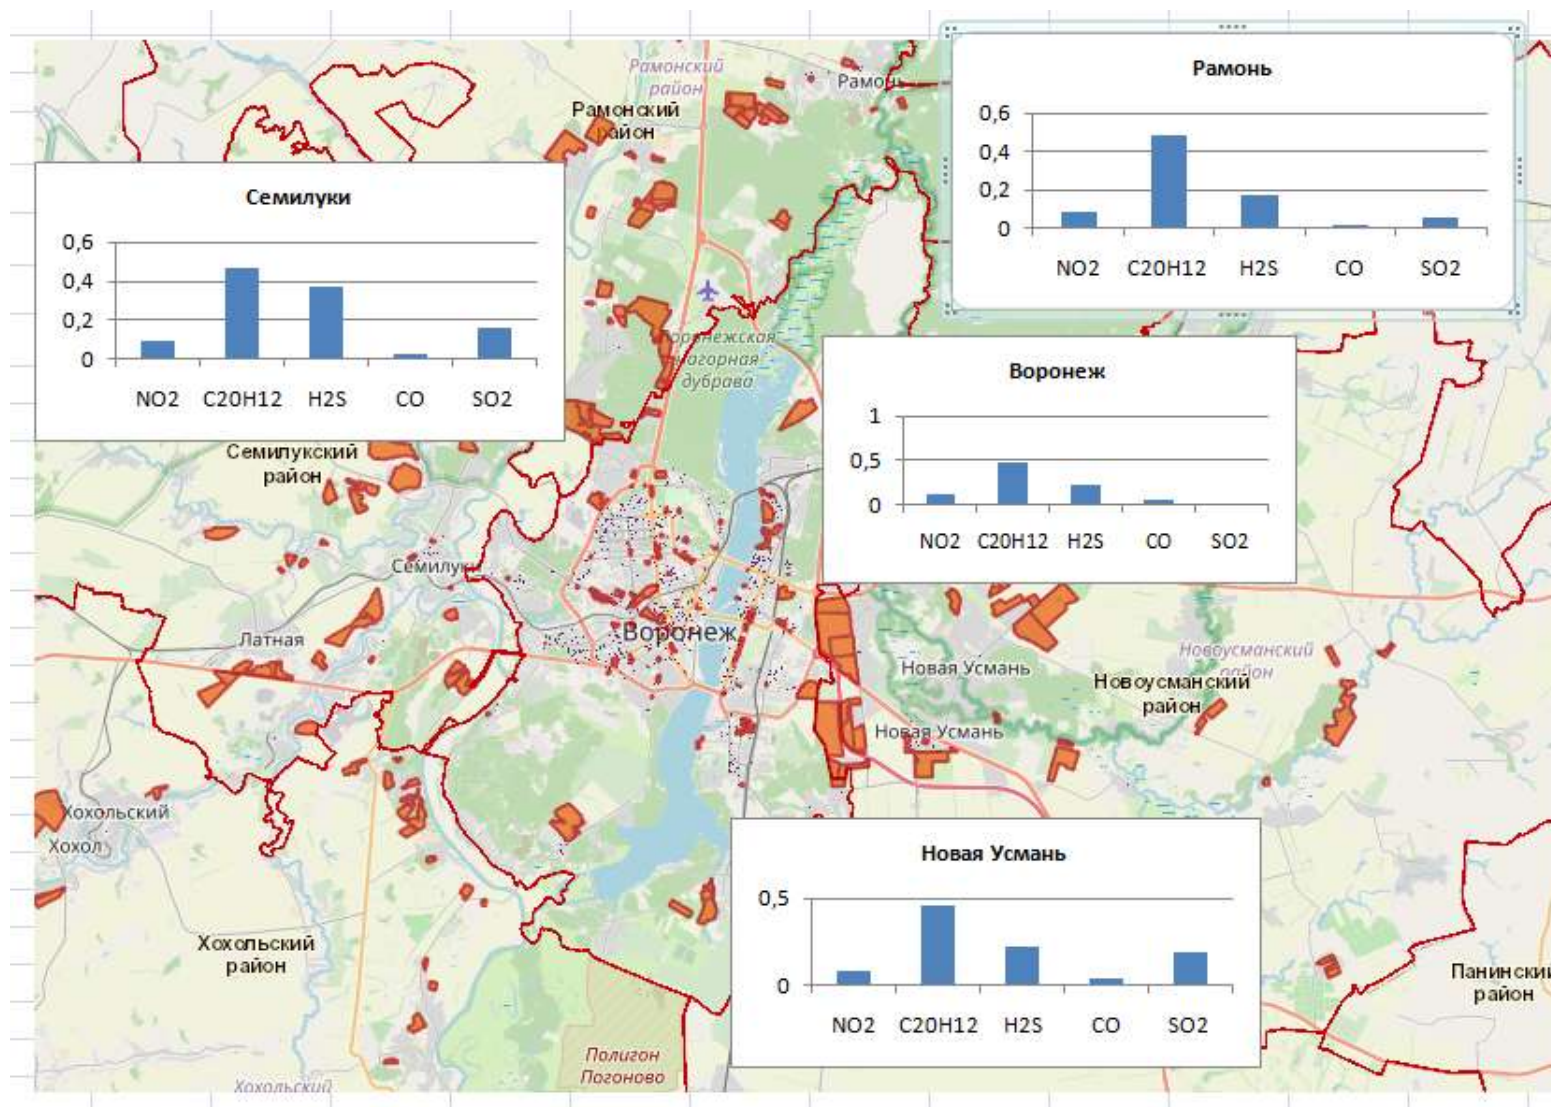 Рамонский
район
Рамонский
район
Рамонь
Рамонь
0,6
0,4
0,2
0
NO2 C20H12 H2S CO SO2
Семилуки
0,6
0,4
0,2
0
NO2 C20H12 H2S CO SO2
Воронежская
нагорная
дубрава
Воронеж
1
0,5
0
NO2 C20H12 H2S CO SO2
Семилукский
район
Семилуки
Латная
Воронеж
Новая Усмань
Новоусманский
район
Новоусманский
район
Новая Усмань
Хохольский
Хохол
Новая Усмань
0,5
0
NO2 C20H12 H2S CO SO2
Хохольский
район
Панинский
район
Полигон
Погоново
Хохольский